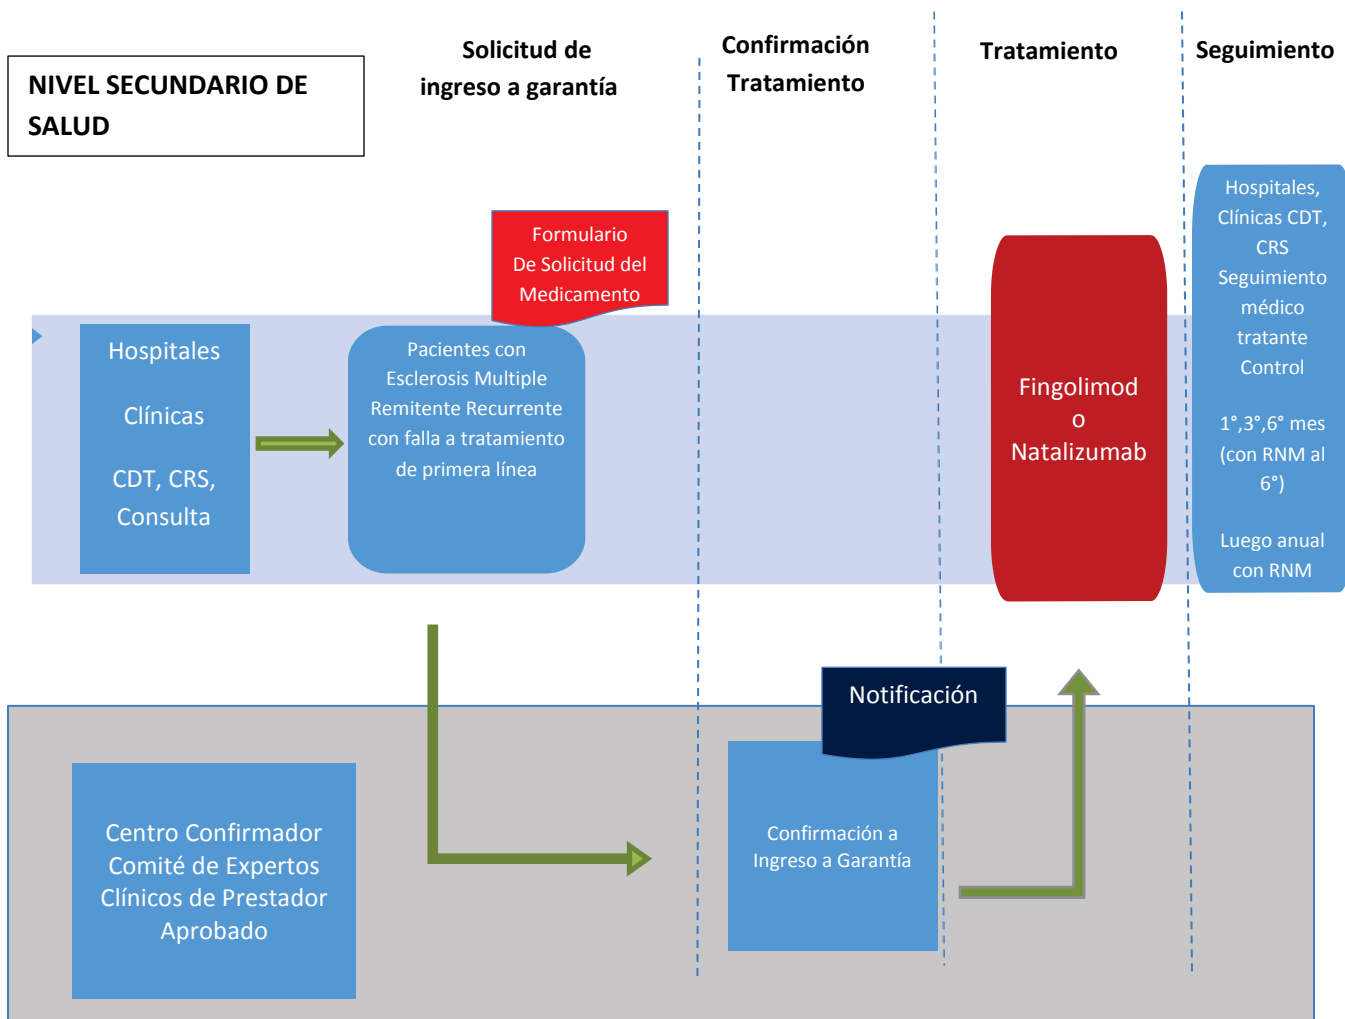 NIVEL SECUNDARIO DE
SALUD
Solicitud de
ingreso a garantía
Confirmación
Tratamiento
Tratamiento
Seguimiento
Formulario
De Solicitud del
Medicamento
Hospitales
Clínicas
CDT, CRS,
Consulta
Pacientes con
Esclerosis Multiple
Remitente Recurrente
con falla a tratamiento
de primera línea
Fingolimod
o
Natalizumab
Hospitales,
Clínicas CDT,
CRS
Seguimiento
médico
tratante
Control
1°,3°,6° mes
(con RNM al
6°)
Luego anual
con RNM
Notificación
Centro Confirmador
Comité de Expertos
Clínicos de Prestador
Aprobado
Confirmación a
Ingreso a Garantía